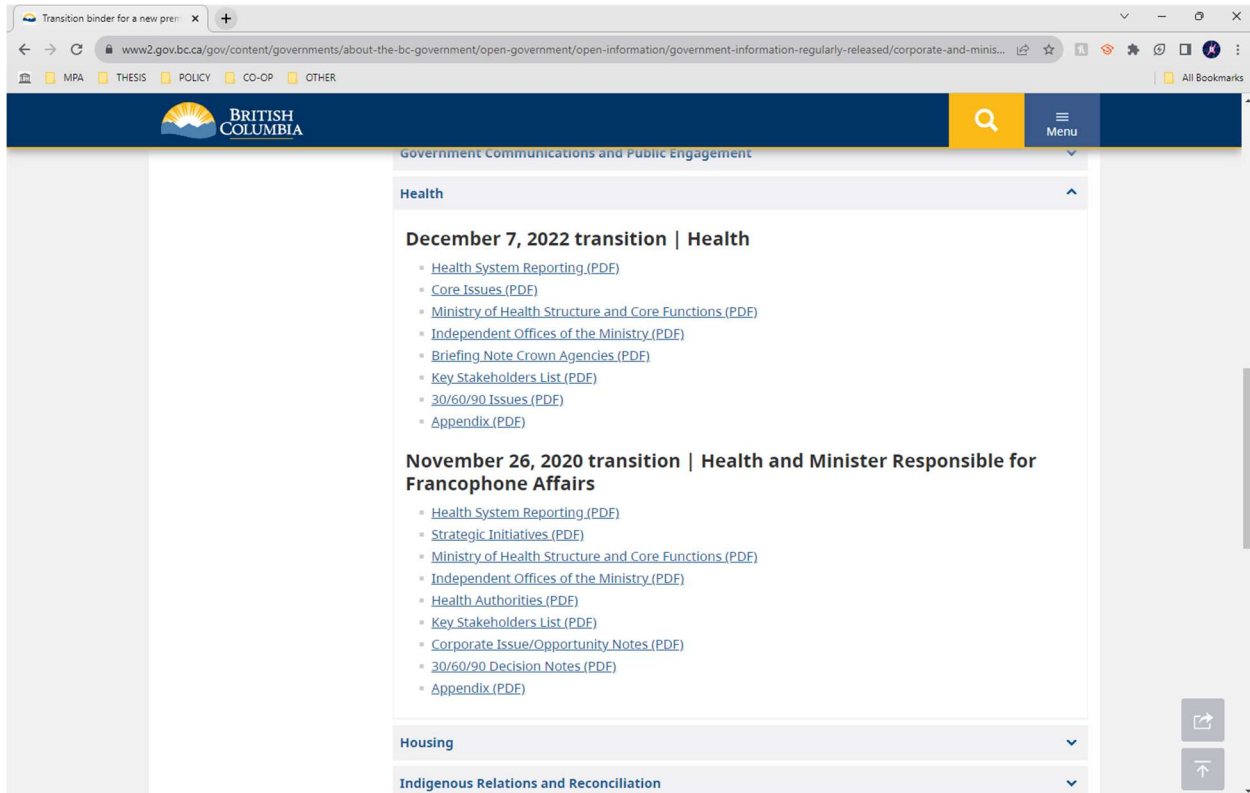 Transition binder for a new prem
www2.gov.bc.ca/gov/content/governments/about-the-bc-government/open-government/open-information/government-information-regularly-released/corporate-and-minis...
MPA THESIS POLICY CO-OP OTHER All Bookmarks
BRITISH
COLUMBIA
Menu
Government Communications and Public Engagement
Health
December 7, 2022 transition | Health
Health System Reporting (PDF)
Core Issues (PDF)
Ministry of Health Structure and Core Functions (PDF)
Independent Offices of the Ministry (PDF)
Briefing Note Crown Agencies (PDF)
Key Stakeholders List (PDF)
30/60/90 Issues (PDF)
Appendix (PDF)
November 26, 2020 transition | Health and Minister Responsible for
Francophone Affairs
Health System Reporting (PDF)
Strategic Initiatives (PDF)
Ministry of Health Structure and Core Functions (PDF)
Independent Offices of the Ministry (PDF)
Health Authorities (PDF)
Key Stakeholders List (PDF)
Corporate Issue/Opportunity Notes (PDF)
30/60/90 Decision Notes (PDF)
Appendix (PDF)
Housing
Indigenous Relations and Reconciliation